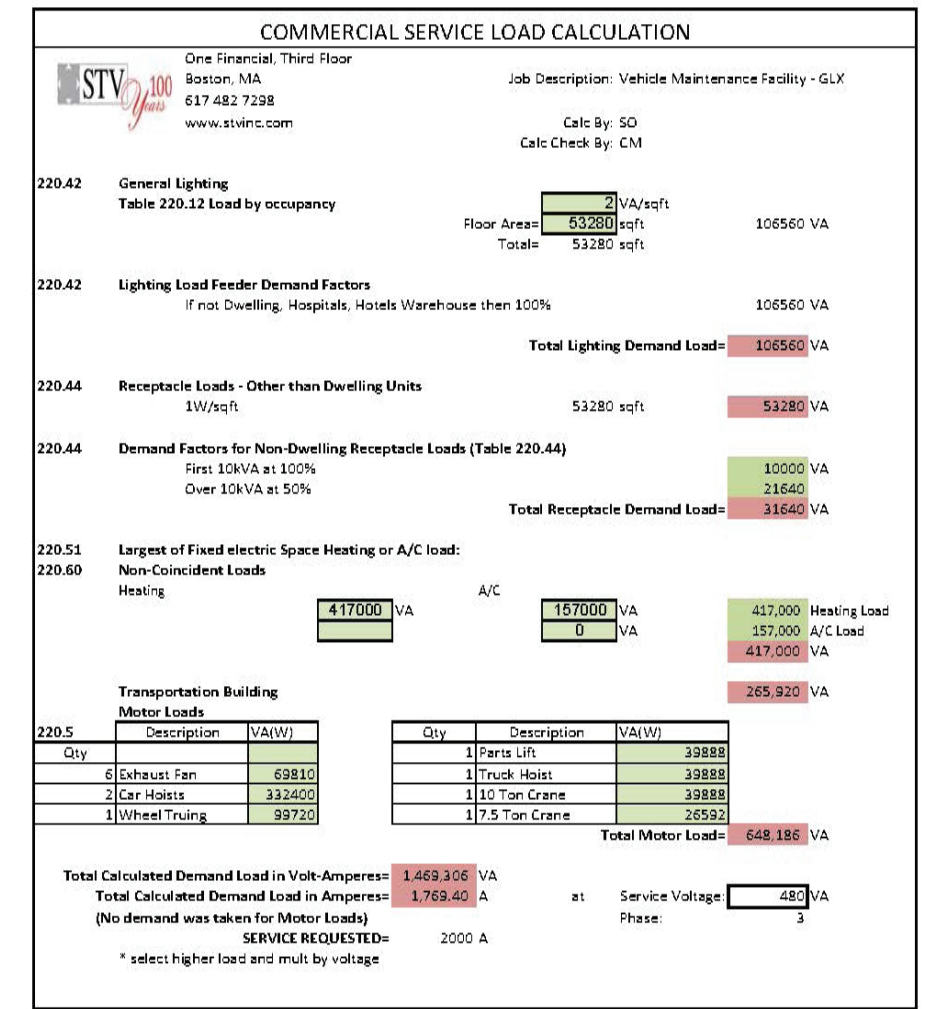 COMMERCIAL SERVICE LOAD CALCULATION
STV 100 Years
One Financial, Third Floor
Boston, MA
617 482 7298
www.stvinc.com
Job Description: Vehicle Maintenance Facility - GLX
Calc By: SO
Calc Check By: CM
220.42 General Lighting
Table 220.12 Load by occupancy 2 VA/sqft
Floor Area= 53280 sqft 106560 VA
Total= 53280 sqft
220.42 Lighting Load Feeder Demand Factors
If not Dwelling, Hospitals, Hotels Warehouse then 100% 106560 VA
Total Lighting Demand Load= 106560 VA
220.44 Receptacle Loads - Other than Dwelling Units
1W/sqft 53280 sqft 53280 VA
220.44 Demand Factors for Non-Dwelling Receptacle Loads (Table 220.44)
First 10kVA at 100% 10000 VA
Over 10kVA at 50% 21640
Total Receptacle Demand Load= 31640 VA
220.51 Largest of Fixed electric Space Heating or A/C load:
220.60 Non-Coincident Loads
Heating A/C
417000 VA 157000 VA 417,000 Heating Load
0 VA 157,000 A/C Load
417,000 VA
Transportation Building 265,920 VA
Motor Loads
220.5 Description VA(W) Qty Description VA(W)
Qty 1 Parts Lift 39888
6 Exhaust Fan 69810 1 Truck Hoist 39888
2 Car Hoists 332400 1 10 Ton Crane 39888
1 Wheel Truing 99720 1 7.5 Ton Crane 26592
Total Motor Load= 648,186 VA
Total Calculated Demand Load in Volt-Amperes= 1,469,306 VA
Total Calculated Demand Load in Amperes= 1,769.40 A at Service Voltage: 480 VA
(No demand was taken for Motor Loads) Phase: 3
SERVICE REQUESTED= 2000 A
* select higher load and mult by voltage